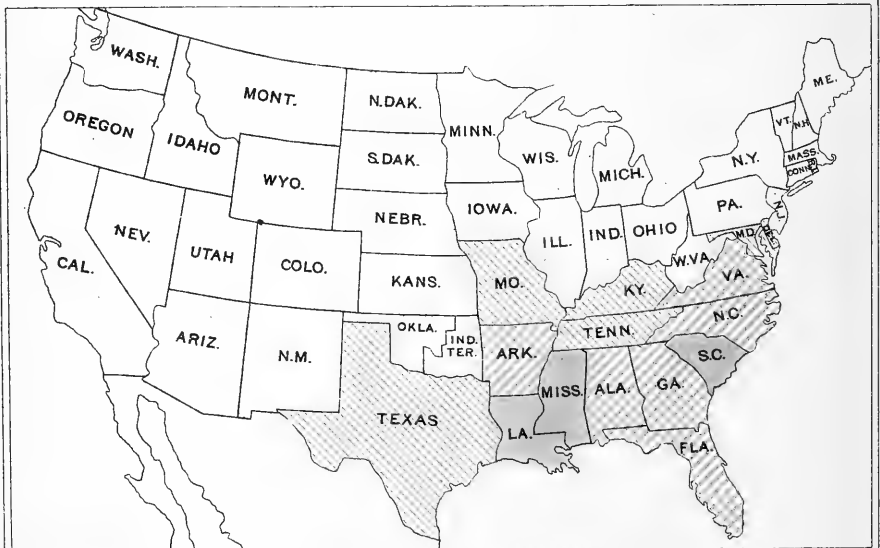 WASH.
MONT.
N.DAK.
MINN.
ME.
OREGON
IDAHO
S.DAK.
WIS.
MICH.
VT.
N.H.
N.Y.
MASS.
CONN.
R.I.
WYO.
NEBR.
IOWA.
PA.
N.J.
NEV.
UTAH
COLO.
ILL.
IND.
OHIO
W.VA.
M.D.
DEL.
CAL.
KANS.
MO.
KY.
VA.
ARIZ.
N.M.
OKLA.
IND.
TER.
ARK.
TENN.
N.C.
S.C.
TEXAS
LA.
MISS.
ALA.
GA.
FLA.